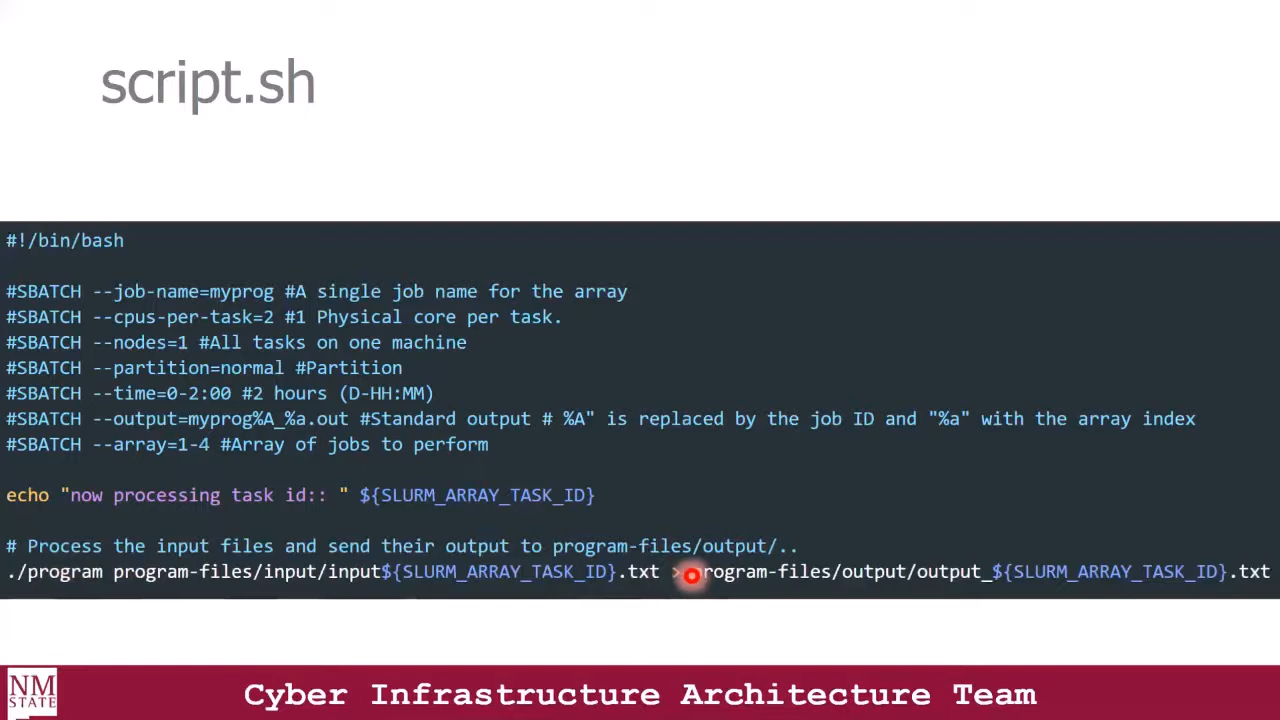 script.sh
#!/bin/bash
#SBATCH --job-name=myprog #A single job name for the array
#SBATCH --cpus-per-task=2 #1 Physical core per task.
#SBATCH --nodes=1 #All tasks on one machine
#SBATCH --partition=normal #Partition
#SBATCH --time=0-2:00 #2 hours (D-HH:MM)
#SBATCH --output=myprog%A_%a.out #Standard output # %A" is replaced by the job ID and "%a" with the array index
#SBATCH --array=1-4 #Array of jobs to perform
echo "now processing task id:: " ${SLURM_ARRAY_TASK_ID}
# Process the input files and send their output to program-files/output/..
./program program-files/input/input${SLURM_ARRAY_TASK_ID}.txt > program-files/output/output_${SLURM_ARRAY_TASK_ID}.txt
NM
STATE
Cyber Infrastructure Architecture Team